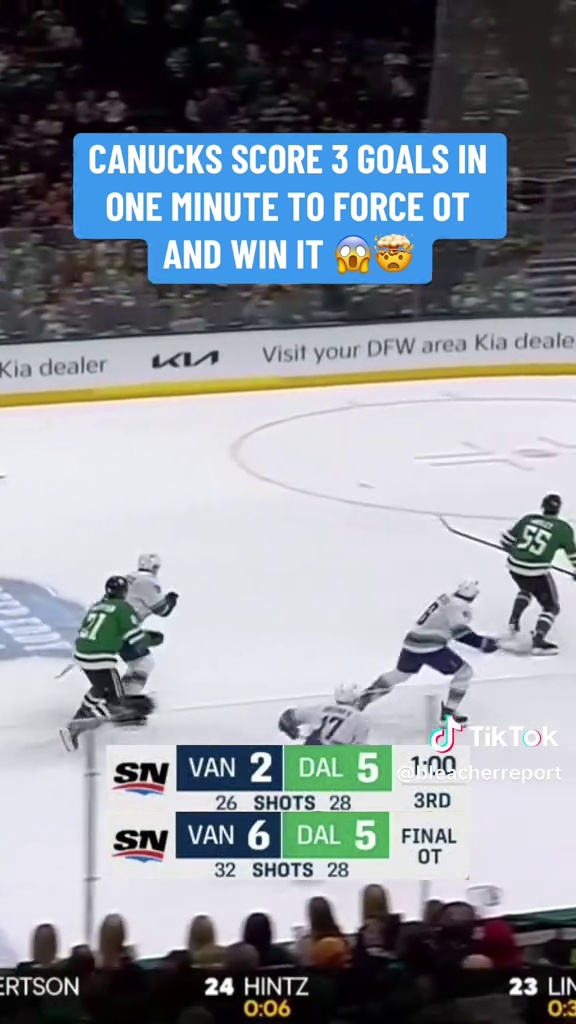 CANUCKS SCORE 3 GOALS IN
ONE MINUTE TO FORCE OT
AND WIN IT 😱🤯
Kia dealer KIA Visit your DFW area Kia deale
55
21
TikTok
@bleacherreport
SN VAN 2 DAL 5 1:00
26 SHOTS 28 3RD
SN VAN 6 DAL 5 FINAL
OT
32 SHOTS 28
ERTSON 24 HINTZ 23 LIN
0:06 0:3